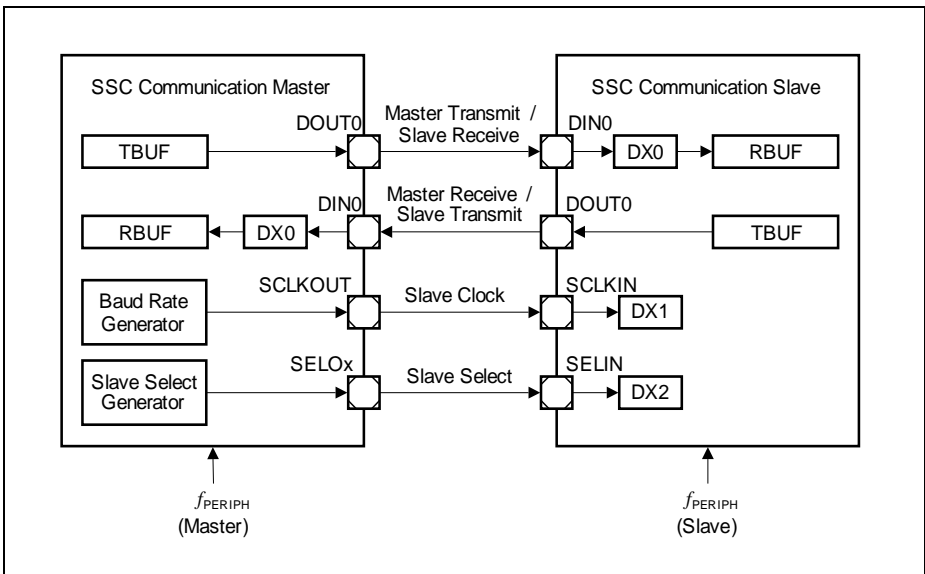 SSC Communication Master
SSC Communication Slave
DOUT0
Master Transmit /
Slave Receive
DIN0
TBUF
DX0
RBUF
DIN0
Master Receive /
Slave Transmit
DOUT0
RBUF
DX0
TBUF
SCLKOUT
Slave Clock
SCLKIN
Baud Rate
Generator
DX1
SELOx
Slave Select
SELIN
Slave Select
Generator
DX2
fPERIPH
(Master)
fPERIPH
(Slave)